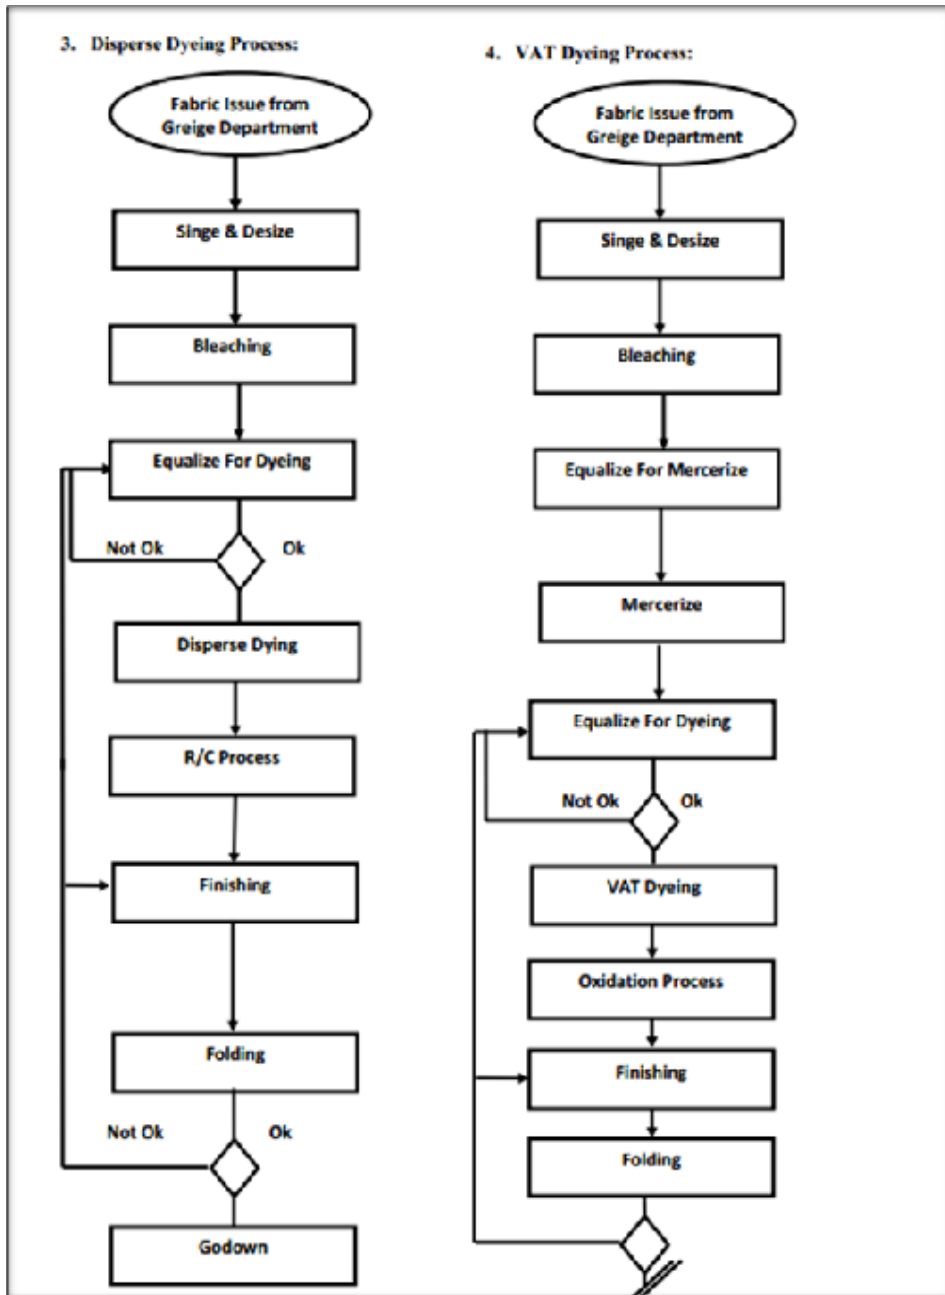 3. Disperse Dyeing Process:
Fabric Issue from
Greige Department
Singe & Desize
Bleaching
Equalize For Dyeing
Not Ok
Ok
Disperse Dying
R/C Process
Finishing
Folding
Not Ok
Ok
Godown
4. VAT Dyeing Process:
Fabric Issue from
Greige Department
Singe & Desize
Bleaching
Equalize For Mercerize
Mercerize
Equalize For Dyeing
Not Ok
Ok
VAT Dyeing
Oxidation Process
Finishing
Folding